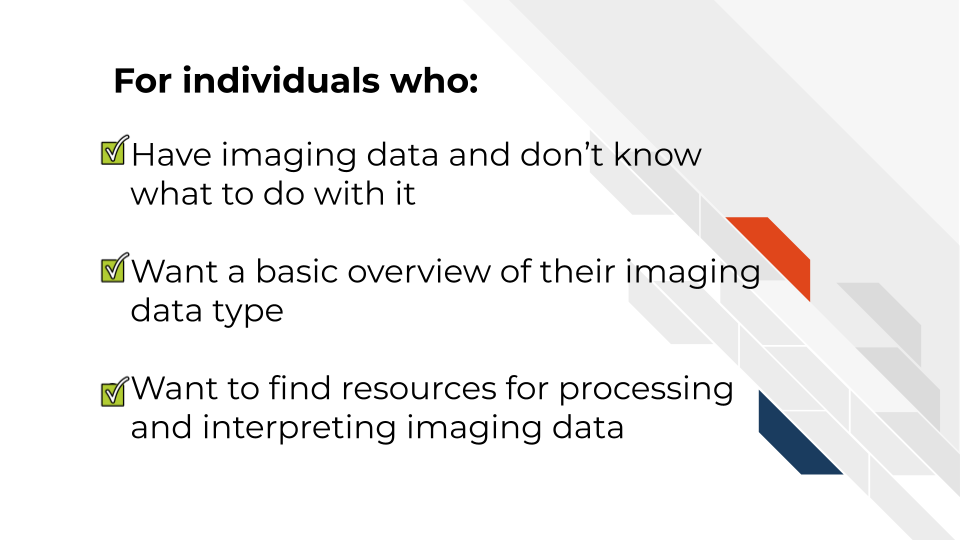 For individuals who:
Have imaging data and don’t know
what to do with it
Want a basic overview of their imaging
data type
Want to find resources for processing
and interpreting imaging data